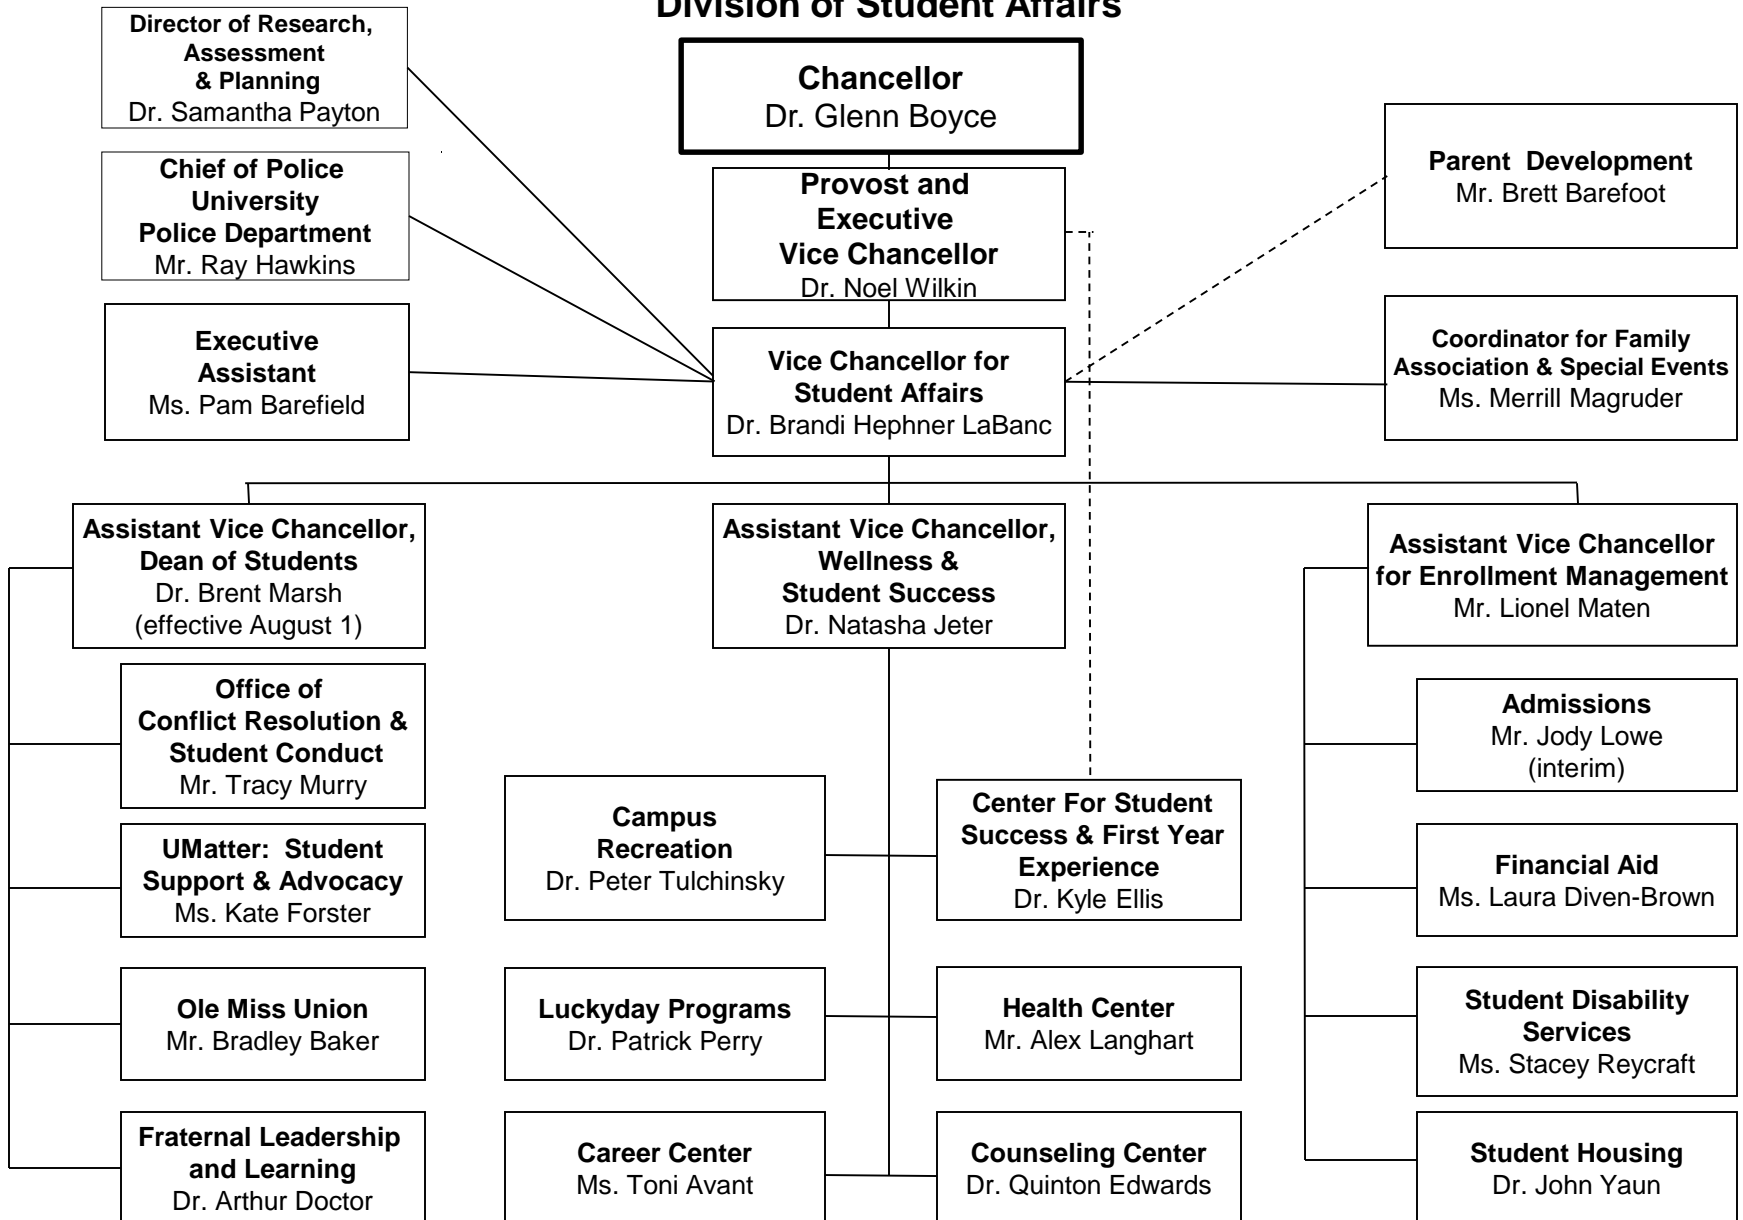 Division of Student Affairs
Director of Research,
Assessment
& Planning
Dr. Samantha Payton
Chancellor
Dr. Glenn Boyce
Chief of Police
University
Police Department
Mr. Ray Hawkins
Provost and
Executive
Vice Chancellor
Dr. Noel Wilkin
Parent  Development
Mr. Brett Barefoot
Executive
Assistant
Ms. Pam Barefield
Vice Chancellor for
Student Affairs
Dr. Brandi Hephner LaBanc
Coordinator for Family
Association & Special Events
Ms. Merrill Magruder
Assistant Vice Chancellor,
Dean of Students
Dr. Brent Marsh
(effective August 1)
Office of
Conflict Resolution &
Student Conduct
Mr. Tracy Murry
UMatter:  Student
Support & Advocacy
Ms. Kate Forster
Ole Miss Union
Mr. Bradley Baker
Fraternal Leadership
and Learning
Dr. Arthur Doctor
Assistant Vice Chancellor,
Wellness &
Student Success
Dr. Natasha Jeter
Campus
Recreation
Dr. Peter Tulchinsky
Center For Student
Success & First Year
Experience
Dr. Kyle Ellis
Luckyday Programs
Dr. Patrick Perry
Health Center
Mr. Alex Langhart
Career Center
Ms. Toni Avant
Counseling Center
Dr. Quinton Edwards
Assistant Vice Chancellor
for Enrollment Management
Mr. Lionel Maten
Admissions
Mr. Jody Lowe
(interim)
Financial Aid
Ms. Laura Diven-Brown
Student Disability
Services
Ms. Stacey Reycraft
Student Housing
Dr. John Yaun